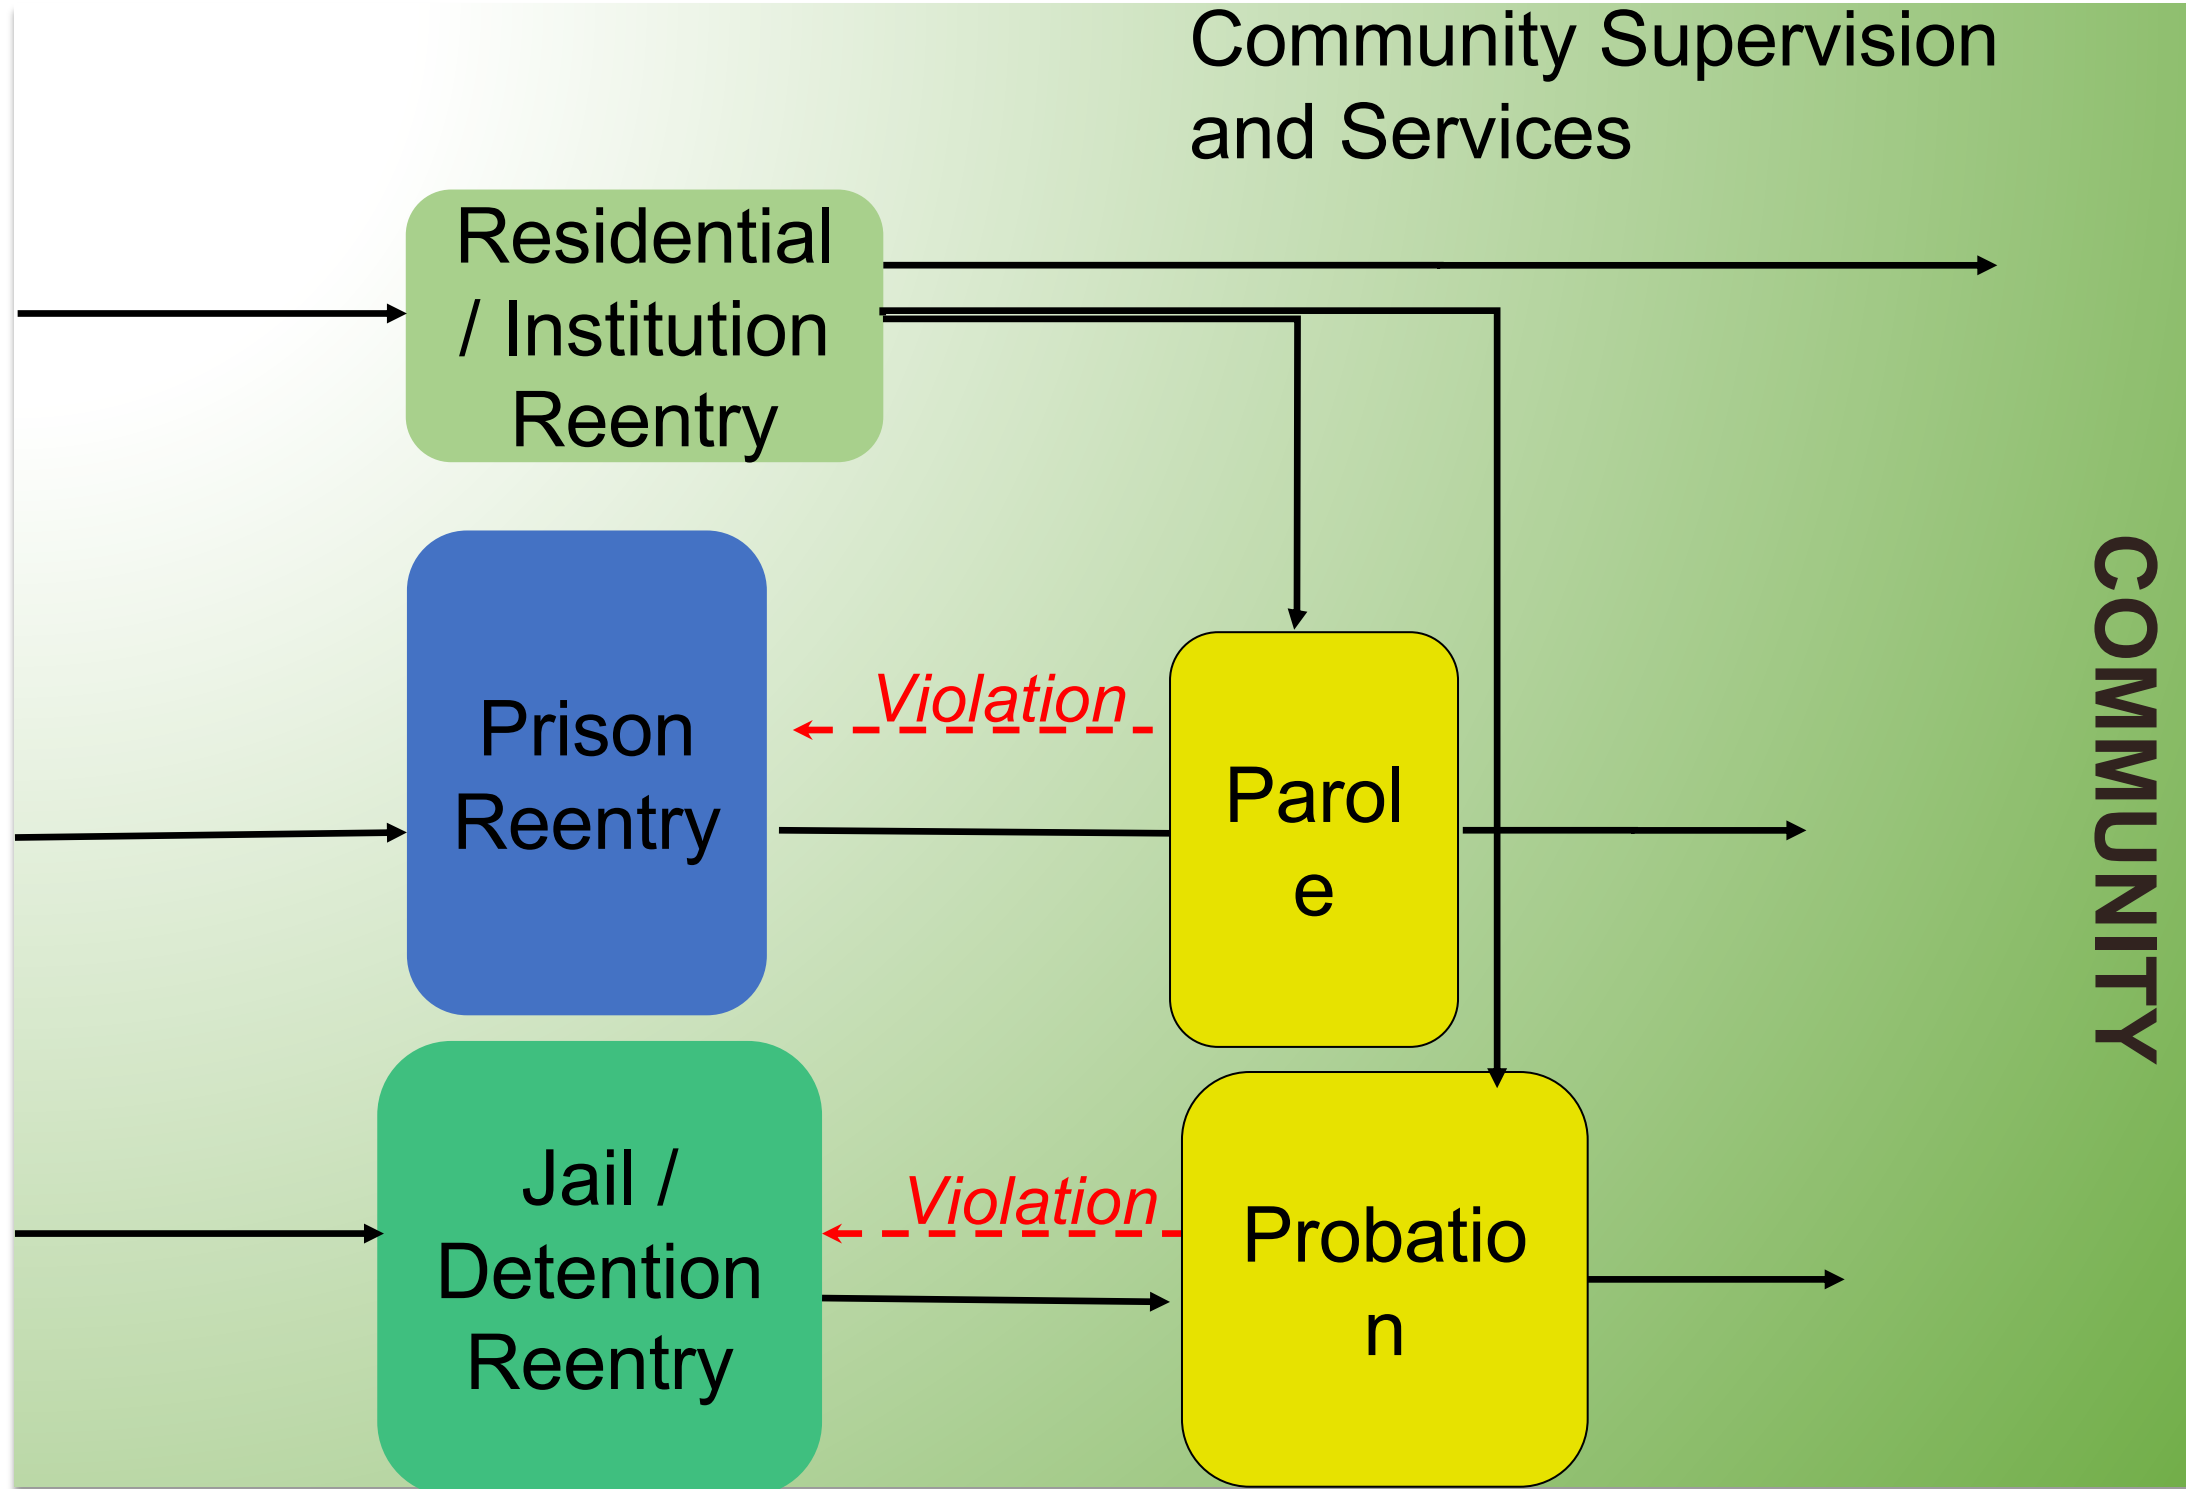 Community Supervision
and Services
Residential
/ Institution
Reentry
Prison
Reentry
Violation
Parol
e
COMMUNITY
Jail /
Detention
Reentry
Violation
Probatio
n